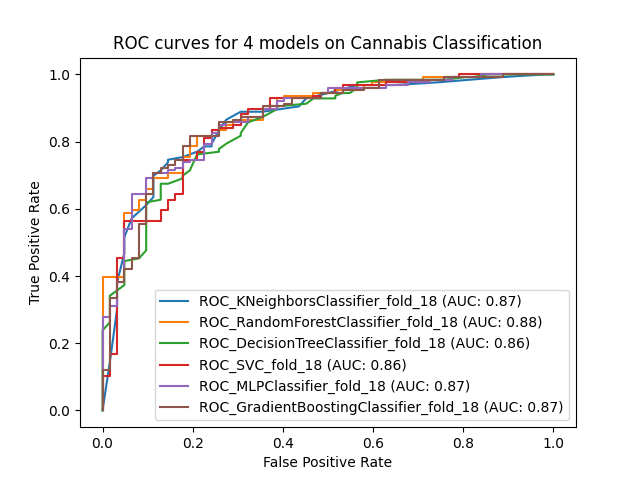 ROC curves for 4 models on Cannabis Classification
1.0
0.8
0.6
0.4
0.2
0.0
True Positive Rate
ROC_KNeighborsClassifier_fold_18 (AUC: 0.87)
ROC_RandomForestClassifier_fold_18 (AUC: 0.88)
ROC_DecisionTreeClassifier_fold_18 (AUC: 0.86)
ROC_SVC_fold_18 (AUC: 0.86)
ROC_MLPClassifier_fold_18 (AUC: 0.87)
ROC_GradientBoostingClassifier_fold_18 (AUC: 0.87)
0.0 0.2 0.4 0.6 0.8 1.0
False Positive Rate